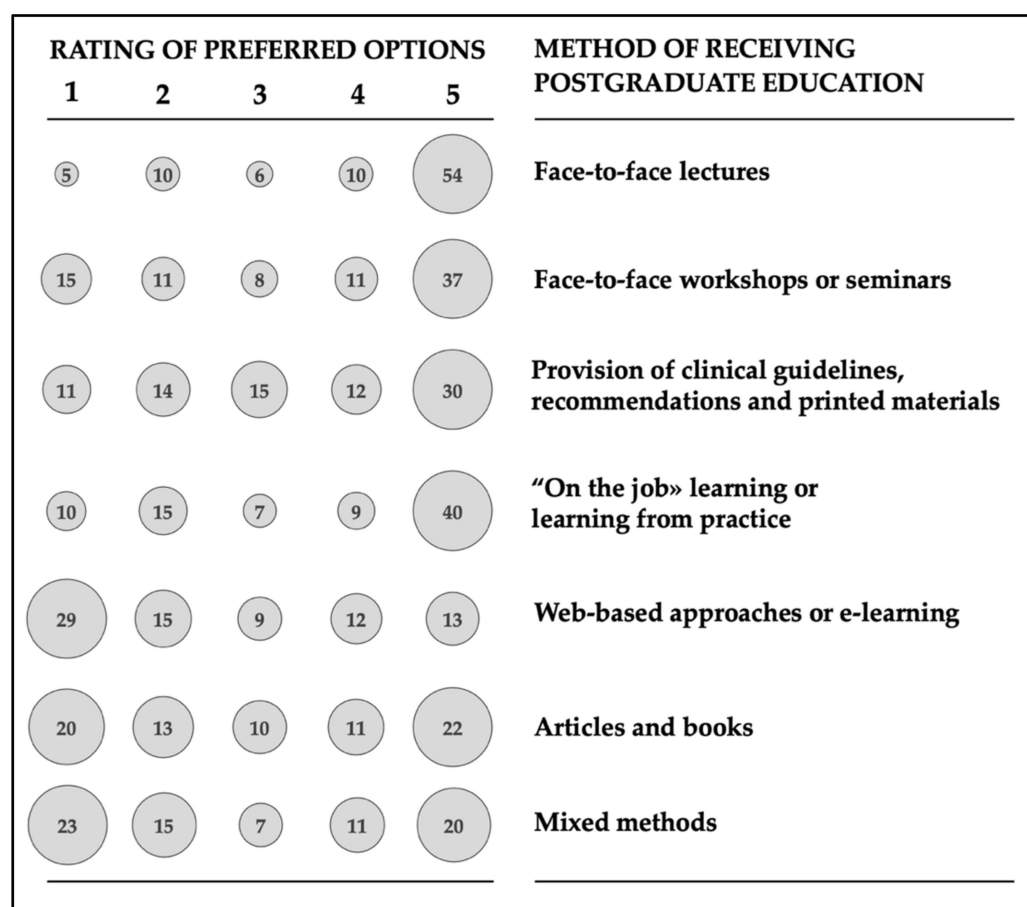 RATING OF PREFERRED OPTIONS
METHOD OF RECEIVING
POSTGRADUATE EDUCATION
1 2 3 4 5
5 10 6 10 54 Face-to-face lectures
15 11 8 11 37 Face-to-face workshops or seminars
11 14 15 12 30 Provision of clinical guidelines,
recommendations and printed materials
10 15 7 9 40 “On the job» learning or
learning from practice
29 15 9 12 13 Web-based approaches or e-learning
20 13 10 11 22 Articles and books
23 15 7 11 20 Mixed methods